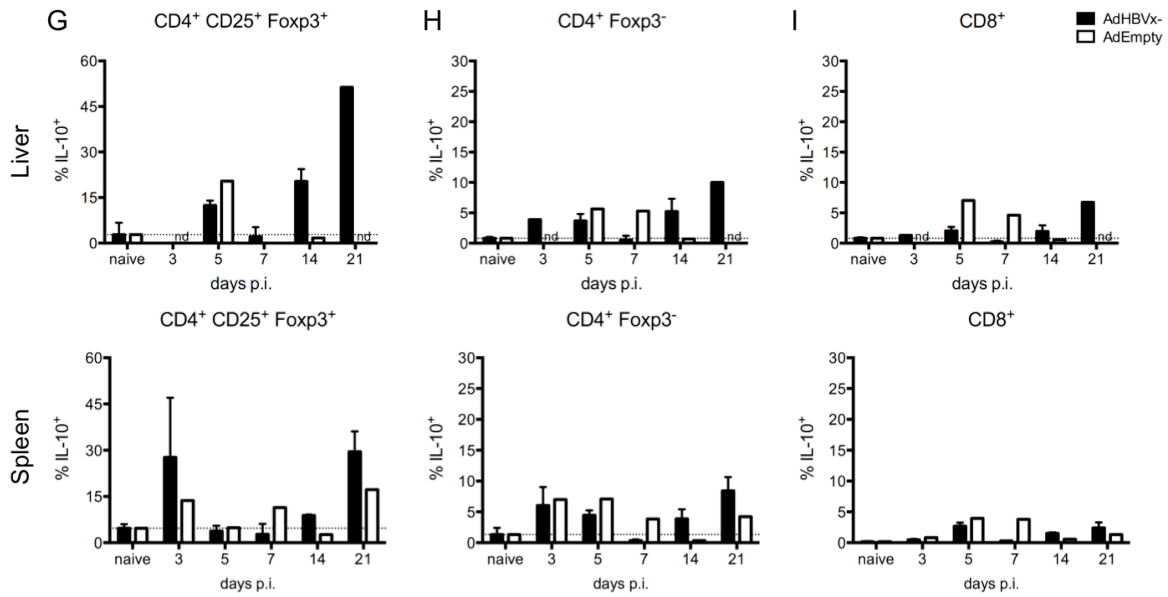 G
CD4⁺ CD25⁺ Foxp3⁺
H
CD4⁺ Foxp3⁻
I
CD8⁺
AdHBVx-
AdEmpty
Liver
% IL-10⁺
60
45
30
15
0
nd
nd
naive 3 5 7 14 21
days p.i.
% IL-10⁺
30
25
20
15
10
5
0
nd
nd
naive 3 5 7 14 21
days p.i.
% IL-10⁺
30
25
20
15
10
5
0
nd
nd
naive 3 5 7 14 21
days p.i.
Spleen
CD4⁺ CD25⁺ Foxp3⁺
% IL-10⁺
60
45
30
15
0
naive 3 5 7 14 21
days p.i.
CD4⁺ Foxp3⁻
% IL-10⁺
30
25
20
15
10
5
0
naive 3 5 7 14 21
days p.i.
CD8⁺
% IL-10⁺
30
25
20
15
10
5
0
naive 3 5 7 14 21
days p.i.